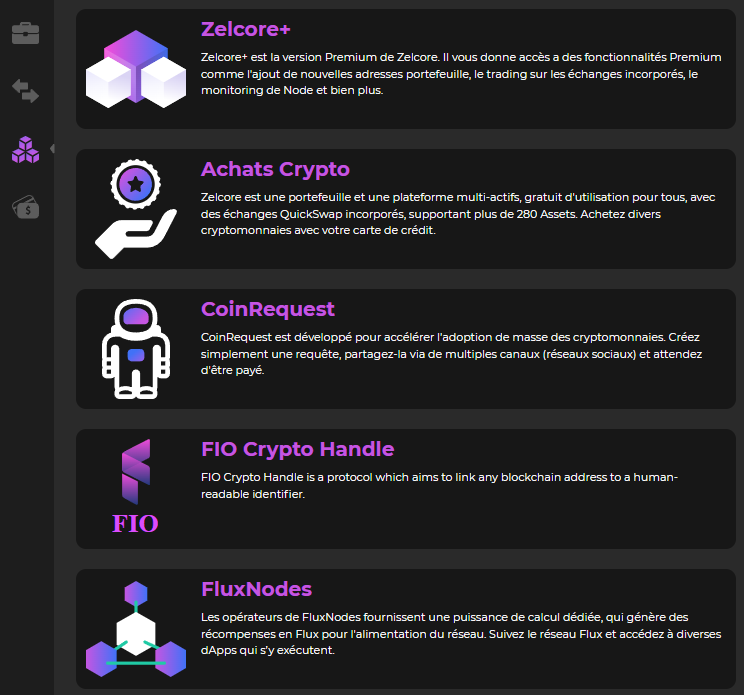 Zelcore+
Zelcore+ est la version Premium de Zelcore. Il vous donne accès a des fonctionnalités Premium
comme l'ajout de nouvelles adresses portefeuille, le trading sur les échanges incorporés, le
monitoring de Node et bien plus.
Achats Crypto
Zelcore est une portefeuille et une plateforme multi-actifs, gratuit d'utilisation pour tous, avec
des échanges QuickSwap incorporés, supportant plus de 280 Assets. Achetez divers
cryptomonnaies avec votre carte de crédit.
CoinRequest
CoinRequest est développé pour accélérer l'adoption de masse des cryptomonnaies. Créez
simplement une requête, partagez-la via de multiples canaux (réseaux sociaux) et attendez
d'être payé.
FIO Crypto Handle
FIO Crypto Handle is a protocol which aims to link any blockchain address to a human-
readable identifier.
FIO
FluxNodes
Les opérateurs de FluxNodes fournissent une puissance de calcul dédiée, qui génère des
récompenses en Flux pour l'alimentation du réseau. Suivez le réseau Flux et accédez à diverses
dApps qui s'y exécutent.